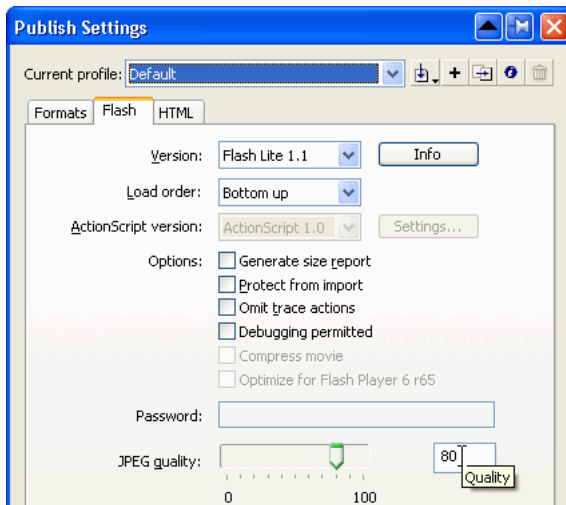 Publish Settings
Current profile: Default
Formats Flash HTML
Version: Flash Lite 1.1 Info
Load order: Bottom up
ActionScript version: ActionScript 1.0 Settings...
Options: Generate size report
Protect from import
Omit trace actions
Debugging permitted
Compress movie
Optimize for Flash Player 6 r65
Password:
JPEG quality: 80
Quality
0 100